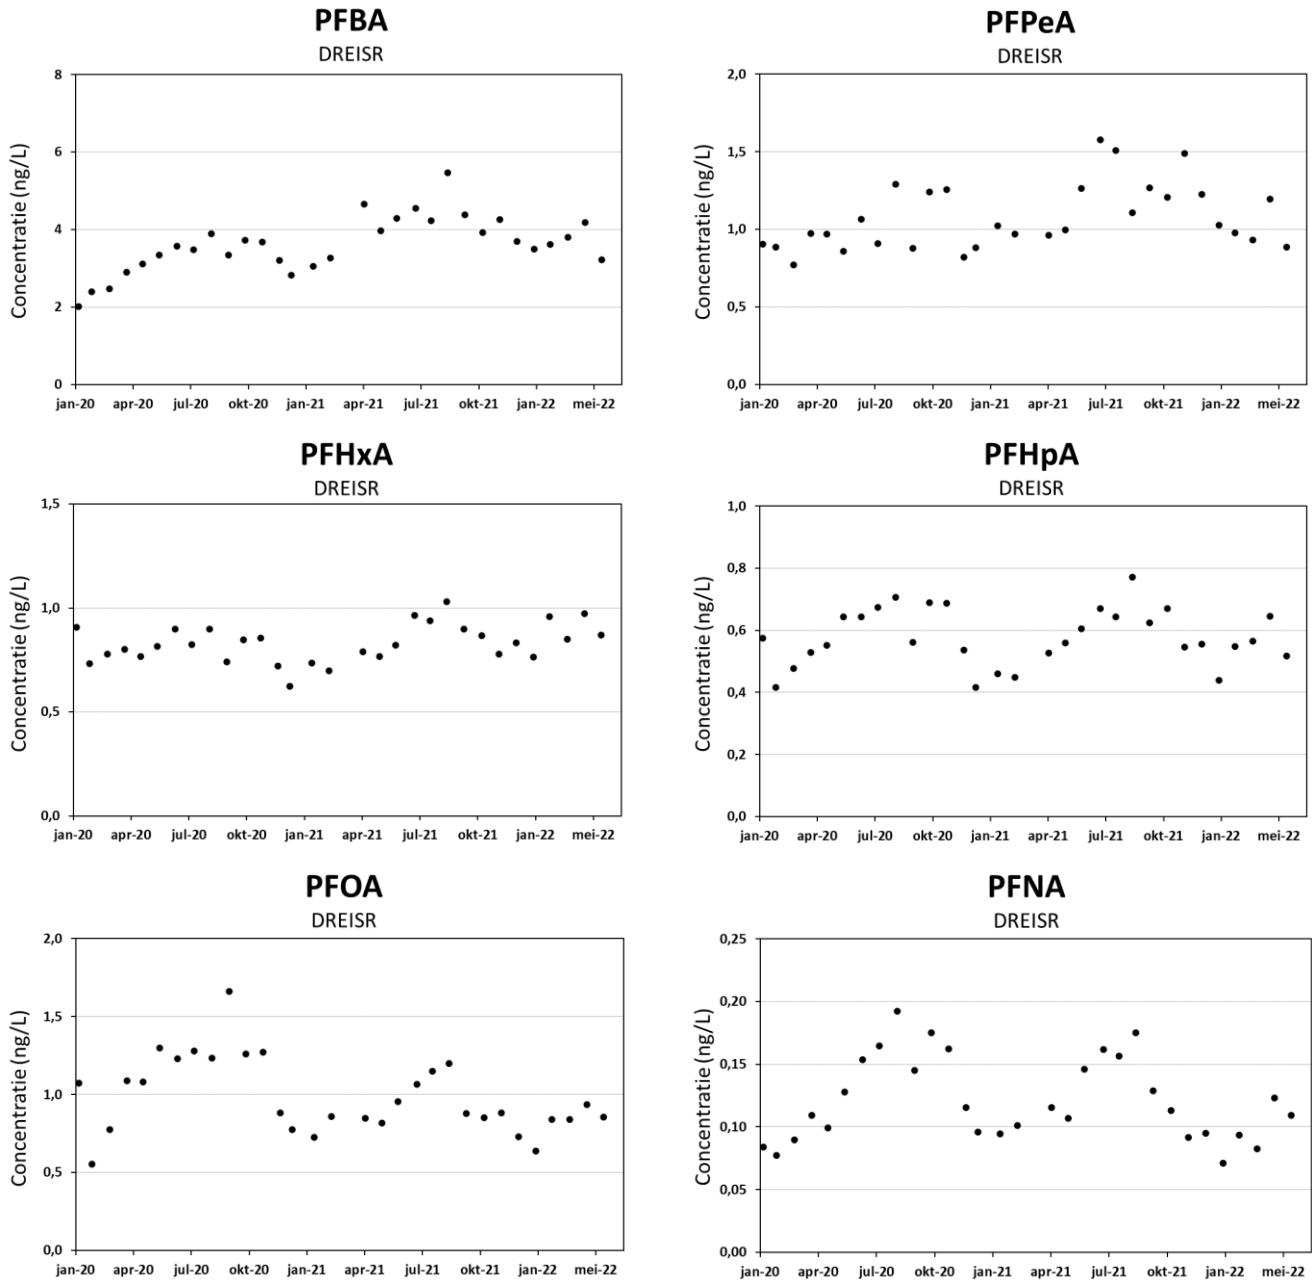 PFBA
DREISR
Concentratie (ng/L)
8
6
4
2
0
jan-20 apr-20 jul-20 okt-20 jan-21 apr-21 jul-21 okt-21 jan-22 mei-22
PFPeA
DREISR
Concentratie (ng/L)
2,0
1,5
1,0
0,5
0,0
jan-20 apr-20 jul-20 okt-20 jan-21 apr-21 jul-21 okt-21 jan-22 mei-22
PFHxA
DREISR
Concentratie (ng/L)
1,5
1,0
0,5
0,0
jan-20 apr-20 jul-20 okt-20 jan-21 apr-21 jul-21 okt-21 jan-22 mei-22
PFHpA
DREISR
Concentratie (ng/L)
1,0
0,8
0,6
0,4
0,2
0,0
jan-20 apr-20 jul-20 okt-20 jan-21 apr-21 jul-21 okt-21 jan-22 mei-22
PFOA
DREISR
Concentratie (ng/L)
2,0
1,5
1,0
0,5
0,0
jan-20 apr-20 jul-20 okt-20 jan-21 apr-21 jul-21 okt-21 jan-22 mei-22
PFNA
DREISR
Concentratie (ng/L)
0,25
0,20
0,15
0,10
0,05
0,00
jan-20 apr-20 jul-20 okt-20 jan-21 apr-21 jul-21 okt-21 jan-22 mei-22